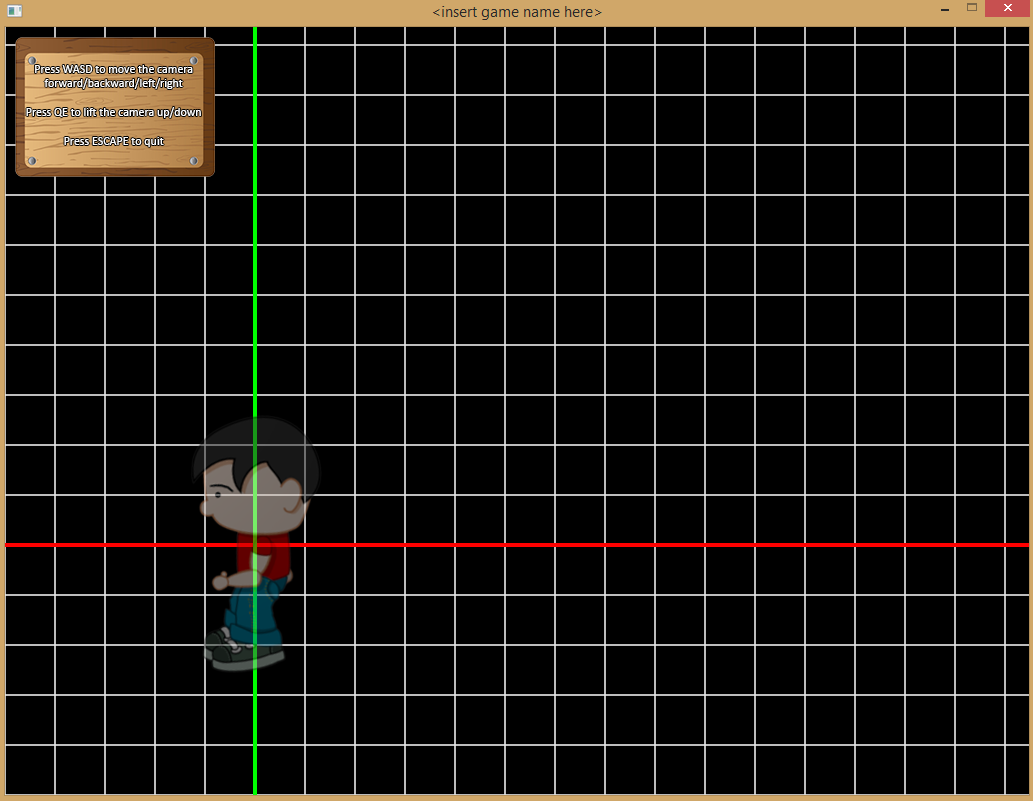 <insert game name here>
Press WASD to move the camera
forward/backward/left/right
Press QE to lift the camera up/down
Press ESCAPE to quit